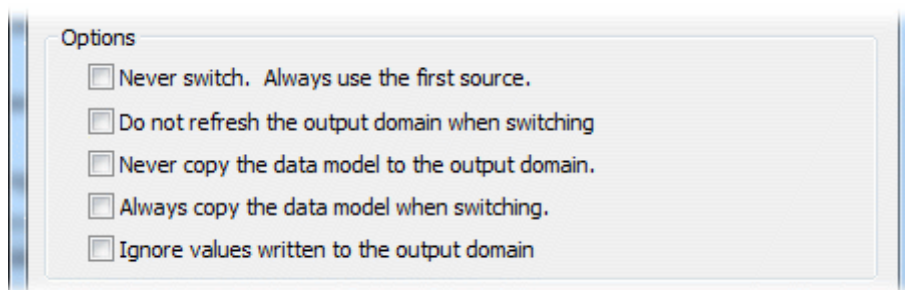 Options
Never switch.  Always use the first source.
Do not refresh the output domain when switching
Never copy the data model to the output domain.
Always copy the data model when switching.
Ignore values written to the output domain